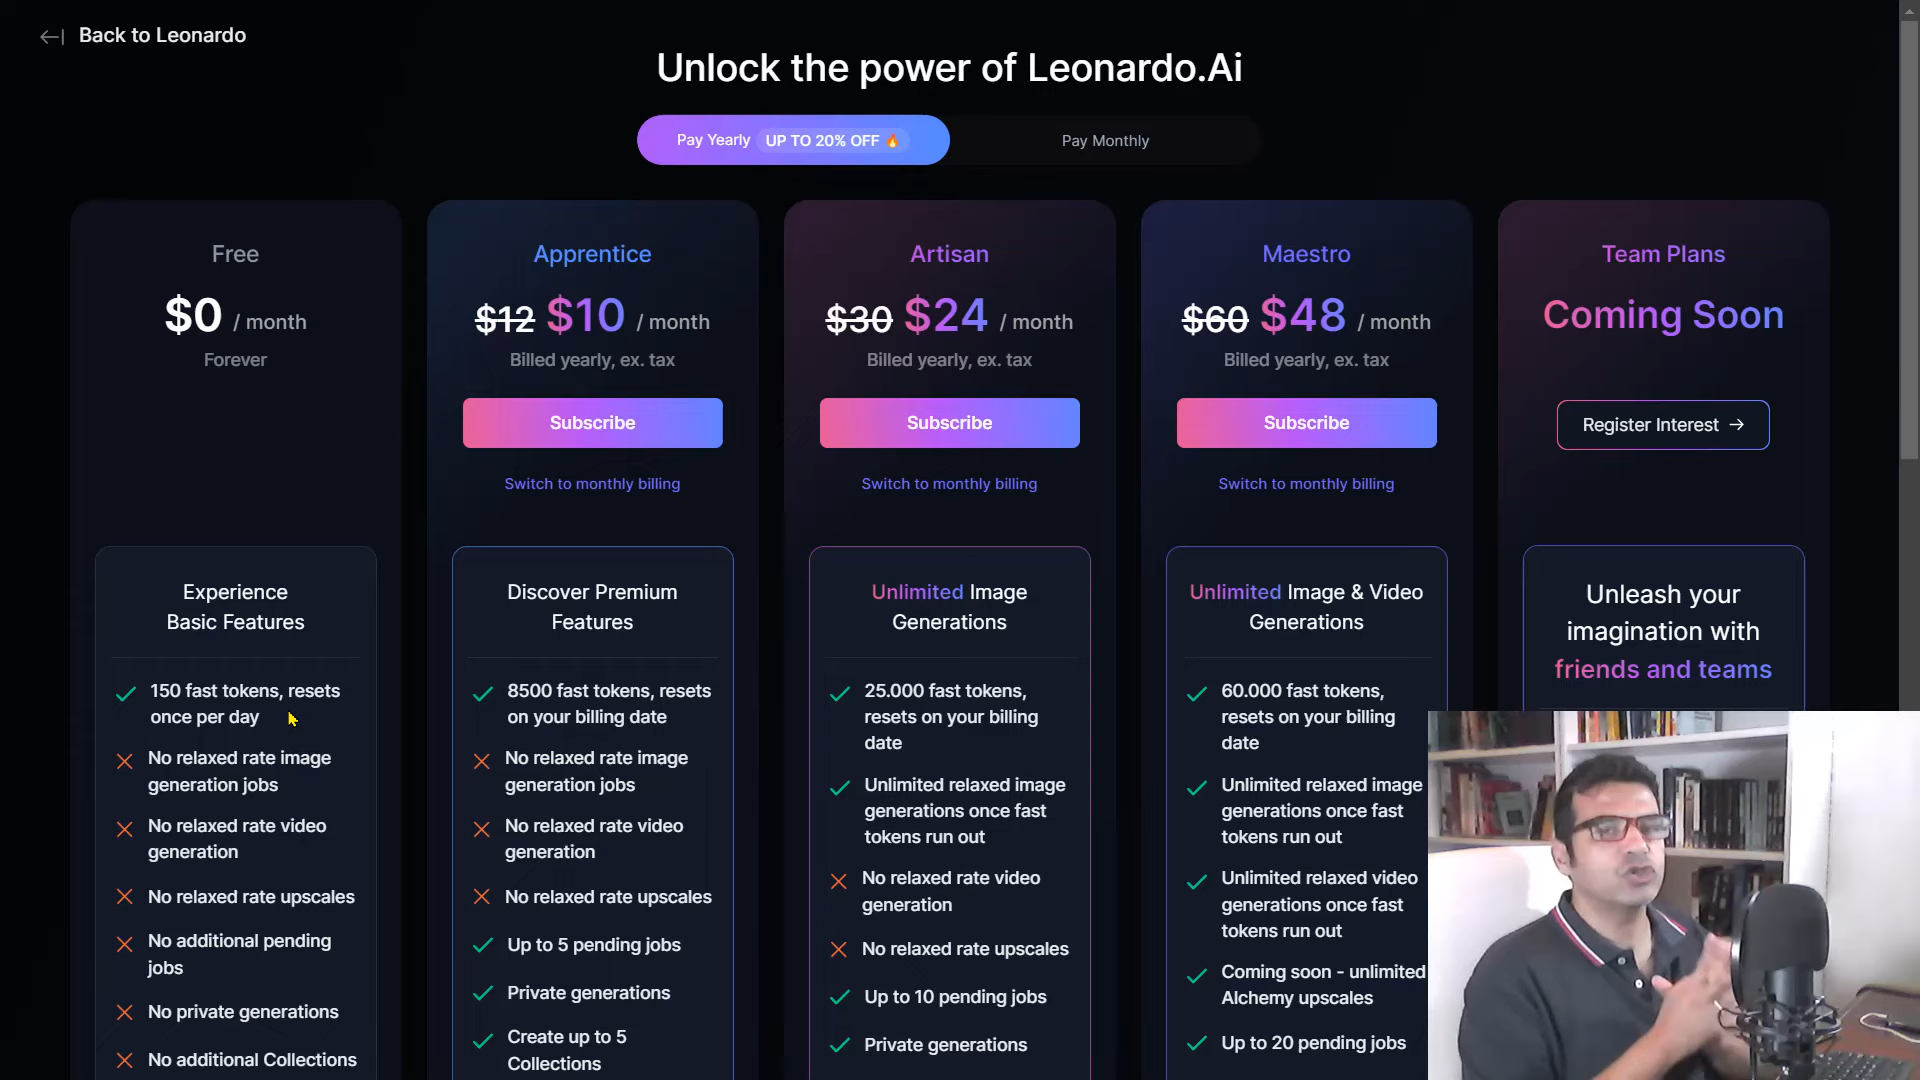 Back to Leonardo
Unlock the power of Leonardo.Ai
Pay Yearly UP TO 20% OFF 🔥
Pay Monthly
Free
$0 / month
Forever
Experience
Basic Features
150 fast tokens, resets
once per day
No relaxed rate image
generation jobs
No relaxed rate video
generation
No relaxed rate upscales
No additional pending
jobs
No private generations
No additional Collections
Apprentice
$12 $10 / month
Billed yearly, ex. tax
Subscribe
Switch to monthly billing
Discover Premium
Features
8500 fast tokens, resets
on your billing date
No relaxed rate image
generation jobs
No relaxed rate video
generation
No relaxed rate upscales
Up to 5 pending jobs
Private generations
Create up to 5
Collections
Artisan
$30 $24 / month
Billed yearly, ex. tax
Subscribe
Switch to monthly billing
Unlimited Image
Generations
25.000 fast tokens,
resets on your billing
date
Unlimited relaxed image
generations once fast
tokens run out
No relaxed rate video
generation
No relaxed rate upscales
Up to 10 pending jobs
Private generations
Maestro
$60 $48 / month
Billed yearly, ex. tax
Subscribe
Switch to monthly billing
Unlimited Image & Video
Generations
60.000 fast tokens,
resets on your billing
date
Unlimited relaxed image
generations once fast
tokens run out
Unlimited relaxed video
generations once fast
tokens run out
Coming soon - unlimited
Alchemy upscales
Up to 20 pending jobs
Team Plans
Coming Soon
Register Interest →
Unleash your
imagination with
friends and teams